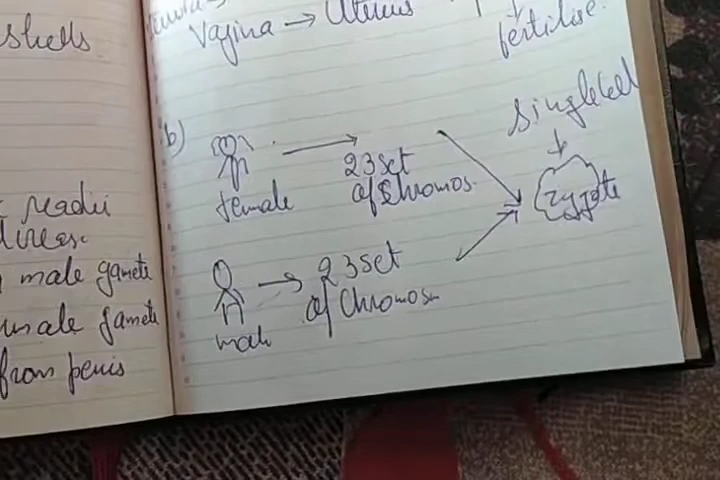 shells
male gamete
male gamete
from penis
Vagina → Uterus
↓
fertilise.
b)
female
→
23 set
of Chromos.
male
→
23 set
of Chromos
Single Cell
↓
Zygote